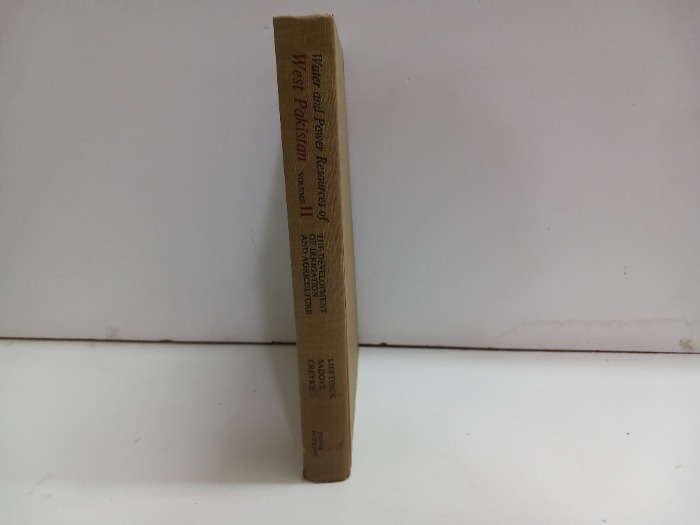 Water and Power Resources of
West Pakistan VOLUME II
THE DEVELOPMENT
OF IRRIGATION
AND AGRICULTURE
LIEFTINCK
SADOVE
CREYKE